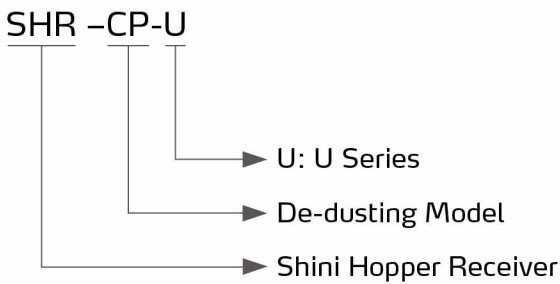 SHR –CP-U
U: U Series
De-dusting Model
Shini Hopper Receiver